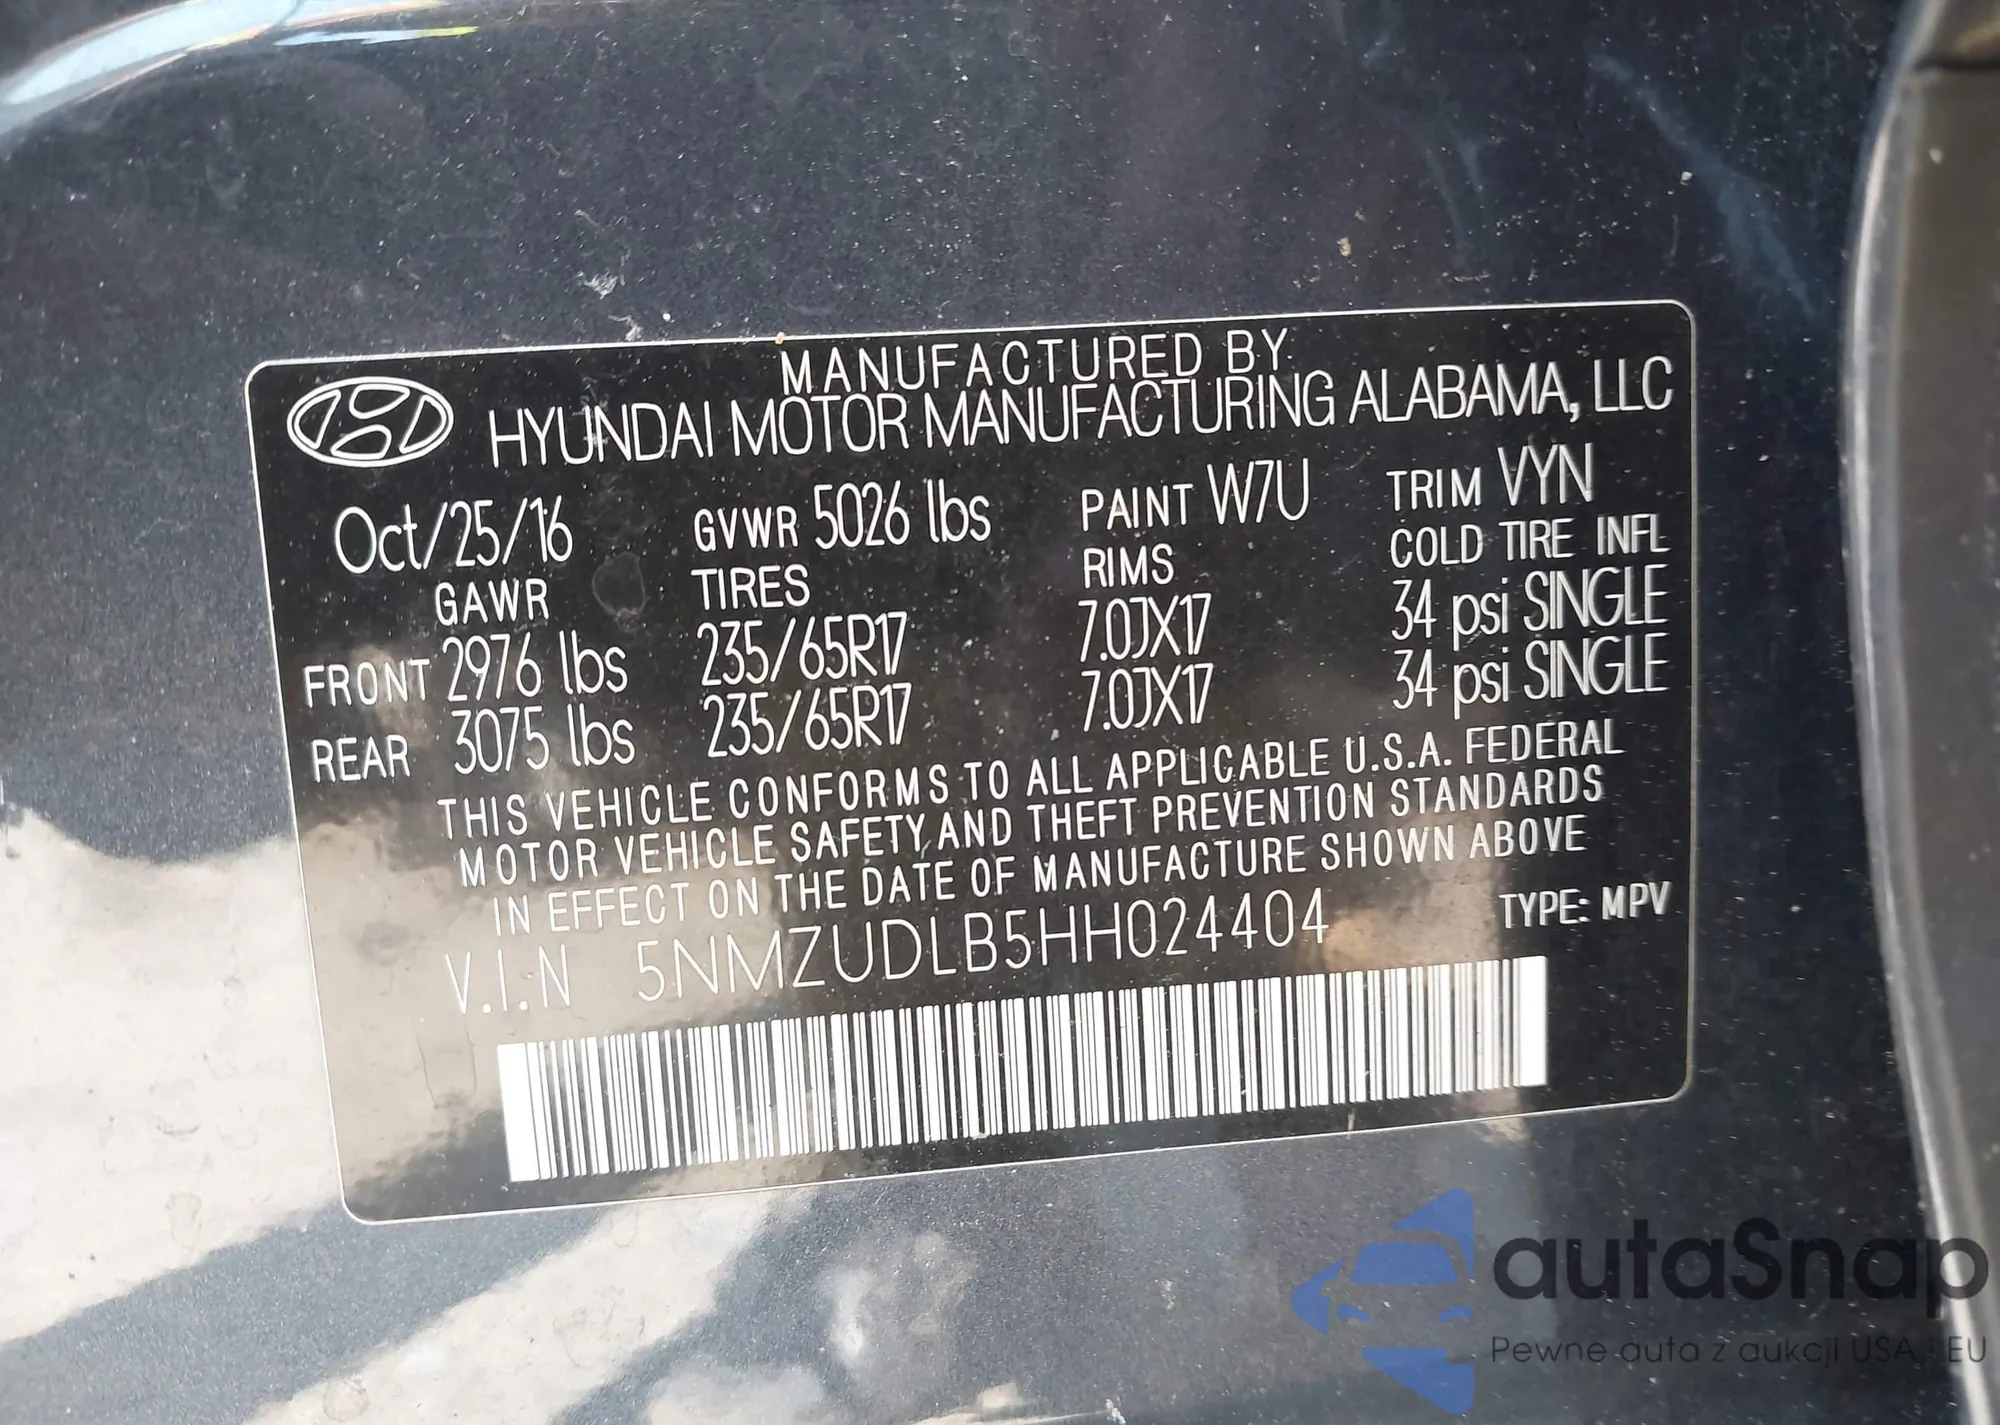 MANUFACTURED BY
HYUNDAI MOTOR MANUFACTURING ALABAMA, LLC
Oct/25/16 GVWR 5026 lbs PAINT W7U TRIM VYN
GAWR TIRES RIMS COLD TIRE INFL
FRONT 2976 lbs 235/65R17 7.0JX17 34 psi SINGLE
REAR 3075 lbs 235/65R17 7.0JX17 34 psi SINGLE
THIS VEHICLE CONFORMS TO ALL APPLICABLE U.S.A. FEDERAL
MOTOR VEHICLE SAFETY AND THEFT PREVENTION STANDARDS
IN EFFECT ON THE DATE OF MANUFACTURE SHOWN ABOVE
V.I.N 5NMZUDLB5HH024404 TYPE: MPV
autaSnap
Pewne auta z aukcji USA i EU